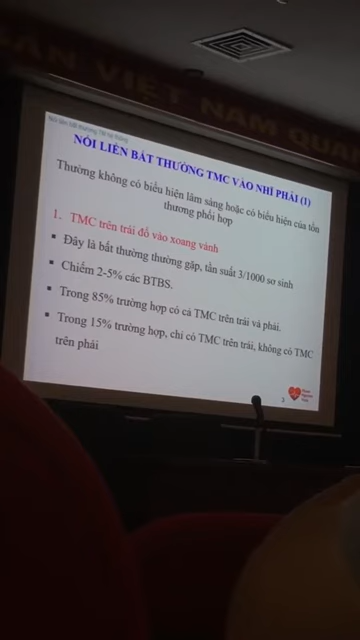 NỐI LIỀN BẤT THƯỜNG TMC VÀO NHĨ PHẢI (1)
Thường không có biểu hiện lâm sàng hoặc có biểu hiện của tổn
thương phối hợp
1. TMC trên trái đổ vào xoang vành
▪ Đây là bất thường thường gặp, tần suất 3/1000 sơ sinh
▪ Chiếm 2-5% các BTBS.
▪ Trong 85% trường hợp có cả TMC trên trái và phải.
▪ Trong 15% trường hợp, chỉ có TMC trên trái, không có TMC
trên phải
3